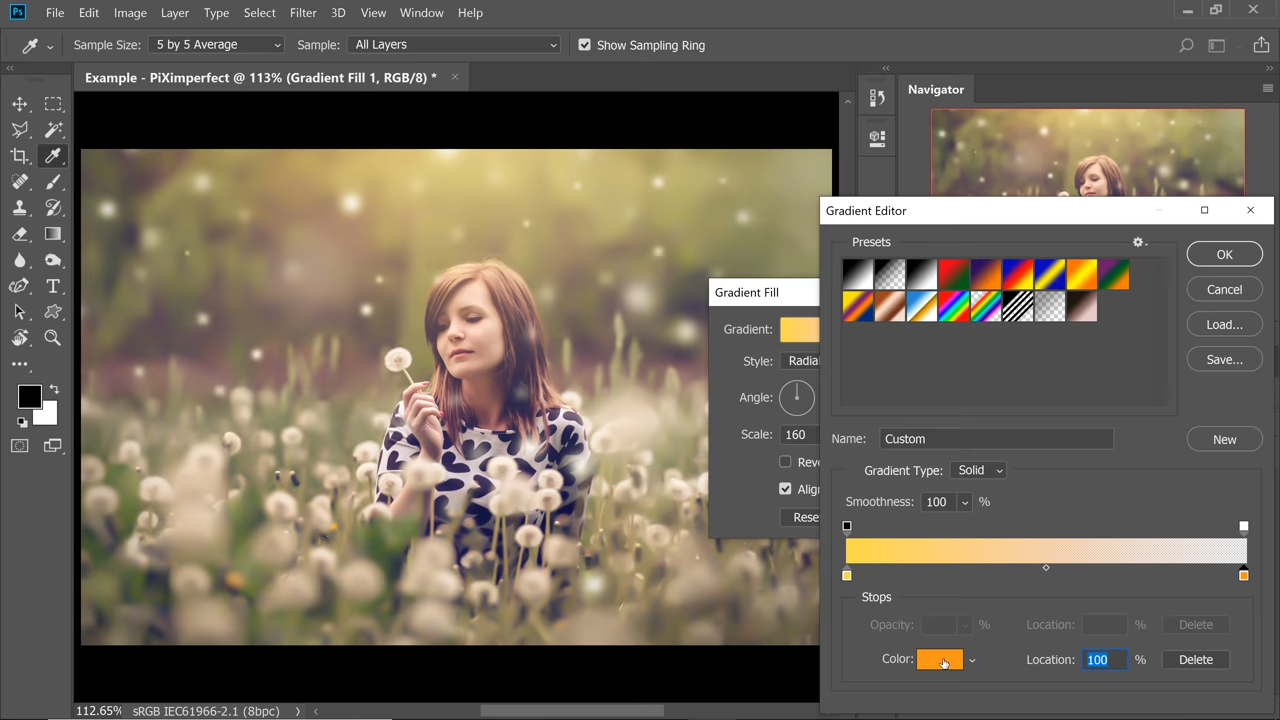 Ps File Edit Image Layer Type Select Filter 3D View Window Help
Sample Size: 5 by 5 Average Sample: All Layers Show Sampling Ring
Example - PiXimperfect @ 113% (Gradient Fill 1, RGB/8) *
Navigator
Gradient Editor
Presets
OK
Cancel
Load...
Save...
Gradient Fill
Gradient:
Style: Radial
Angle:
Scale: 160
Reve
Align
Reset
Name: Custom New
Gradient Type: Solid
Smoothness: 100 %
Stops
Opacity: % Location: % Delete
Color: Location: 100 % Delete
112.65% sRGB IEC61966-2.1 (8bpc)